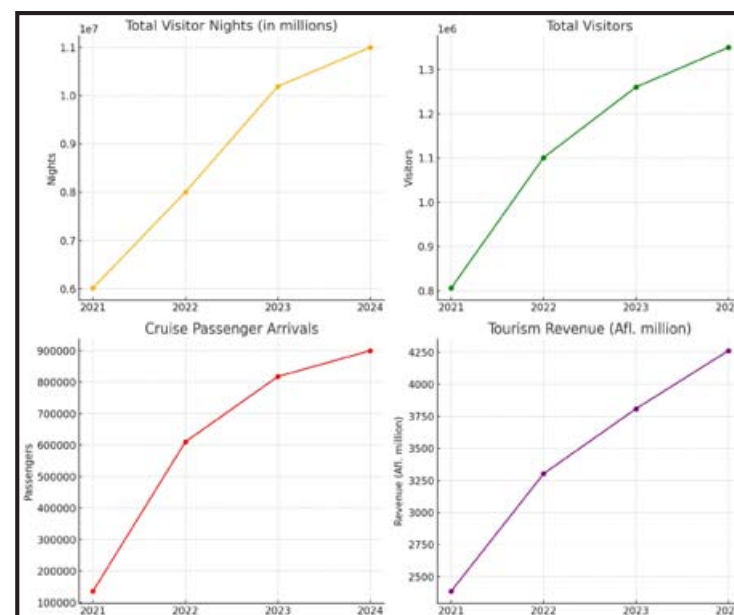 Total Visitor Nights (in millions)
1e7
1.1
1.0
0.9
0.8
0.7
0.6
Nights
2021 2022 2023 2024
Total Visitors
1e6
1.3
1.2
1.1
1.0
0.9
0.8
Visitors
2021 2022 2023 202
Cruise Passenger Arrivals
900000
800000
700000
600000
500000
400000
300000
200000
100000
Passengers
2021 2022 2023 2024
Tourism Revenue (Afl. million)
4250
4000
3750
3500
3250
3000
2750
2500
Revenue (Afl. million)
2021 2022 2023 202